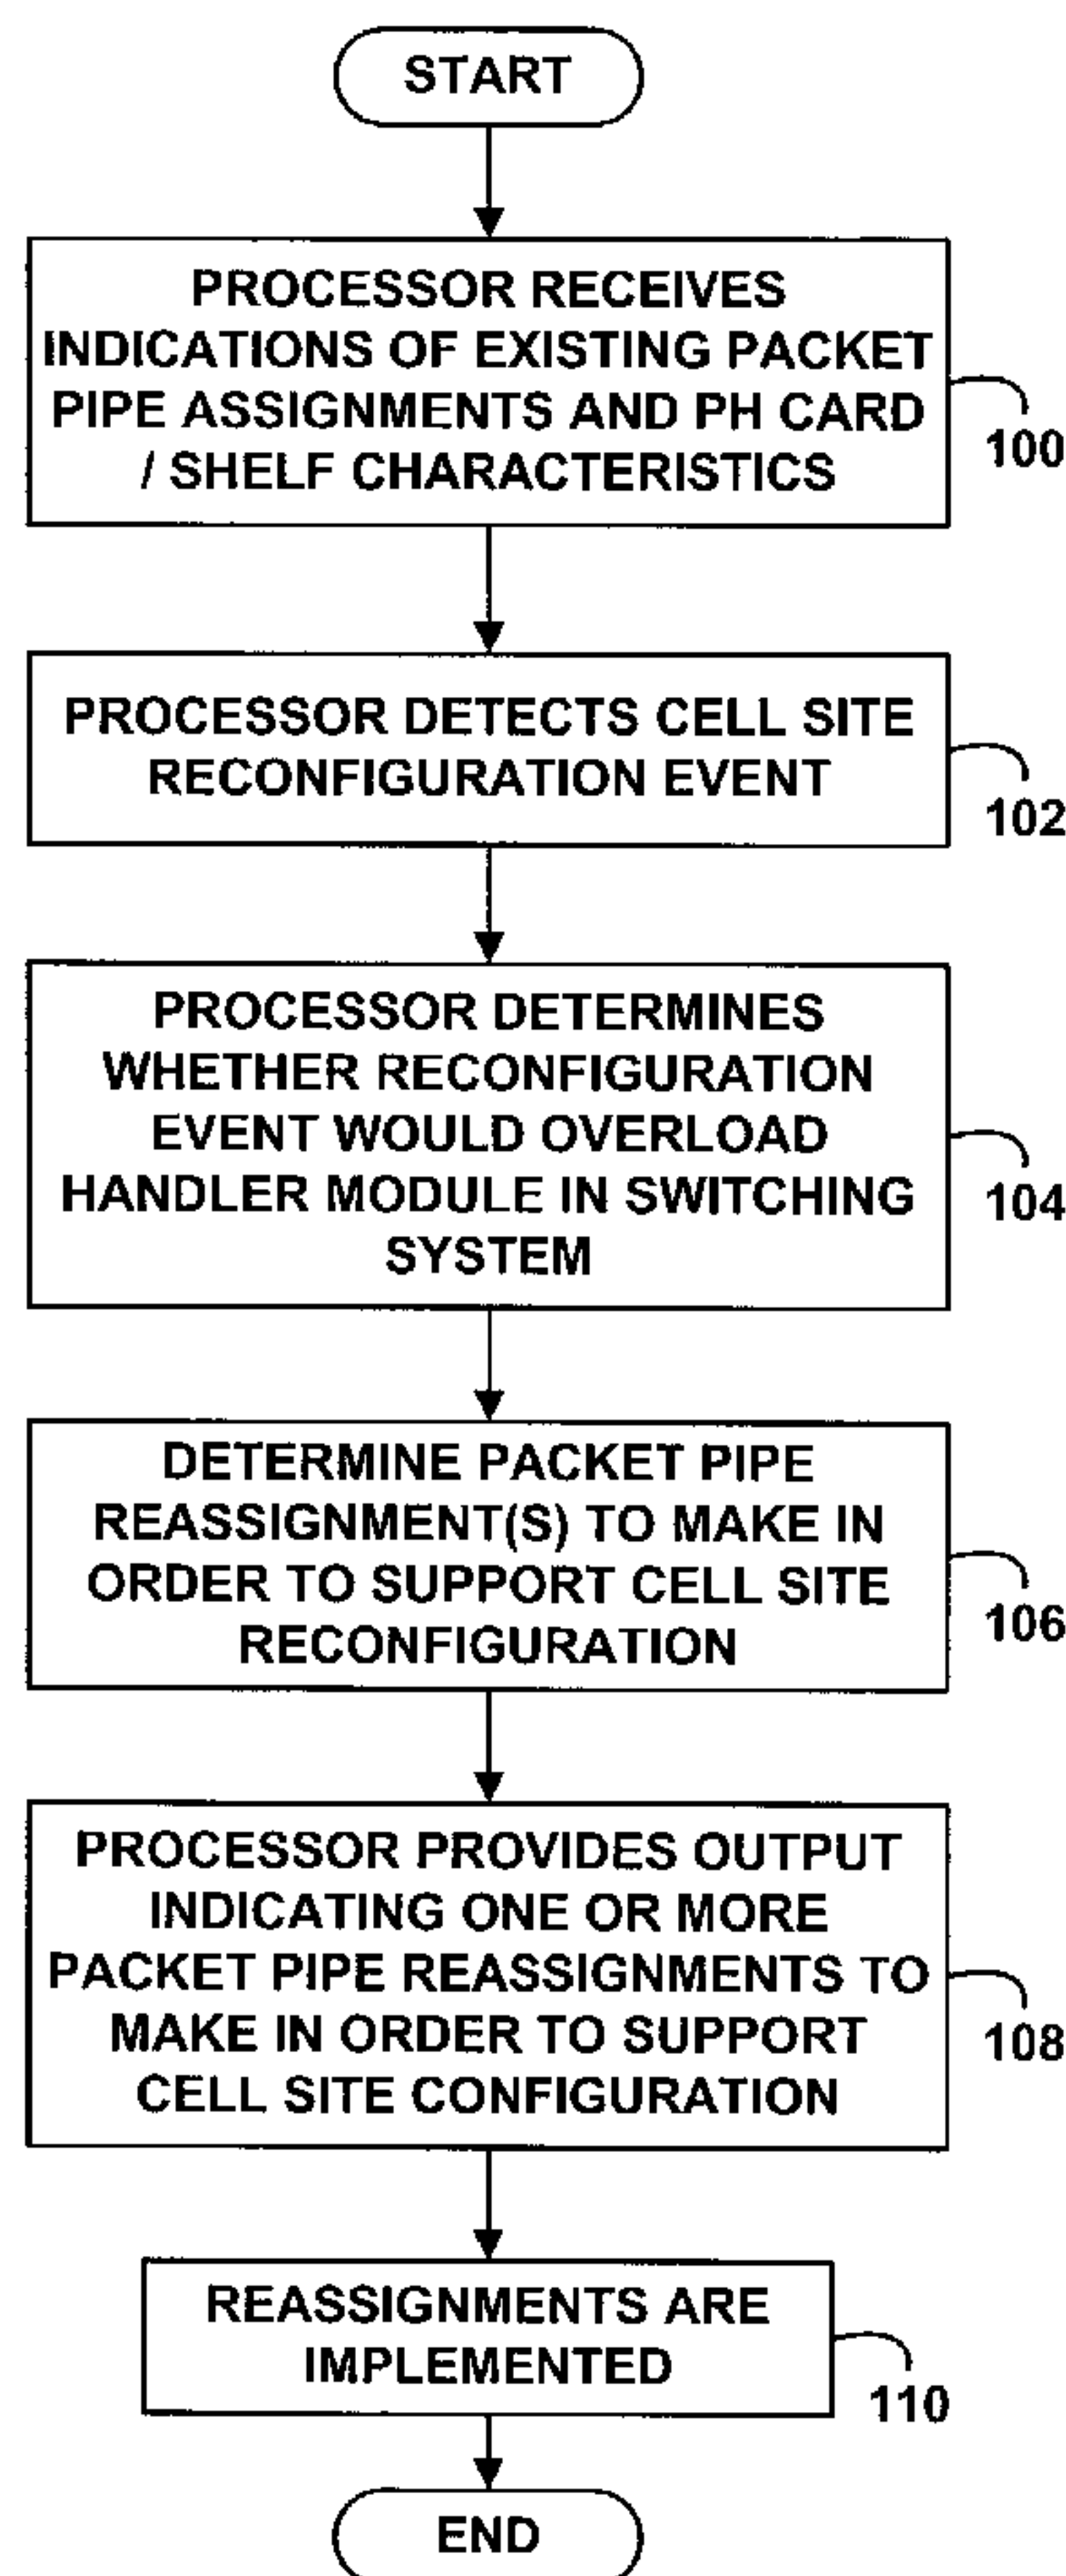 START
PROCESSOR RECEIVES
INDICATIONS OF EXISTING PACKET
PIPE ASSIGNMENTS AND PH CARD
/ SHELF CHARACTERISTICS
100
PROCESSOR DETECTS CELL SITE
RECONFIGURATION EVENT
102
PROCESSOR DETERMINES
WHETHER RECONFIGURATION
EVENT WOULD OVERLOAD
HANDLER MODULE IN SWITCHING
SYSTEM
104
DETERMINE PACKET PIPE
REASSIGNMENT(S) TO MAKE IN
ORDER TO SUPPORT CELL SITE
RECONFIGURATION
106
PROCESSOR PROVIDES OUTPUT
INDICATING ONE OR MORE
PACKET PIPE REASSIGNMENTS TO
MAKE IN ORDER TO SUPPORT
CELL SITE CONFIGURATION
108
REASSIGNMENTS ARE
IMPLEMENTED
110
END